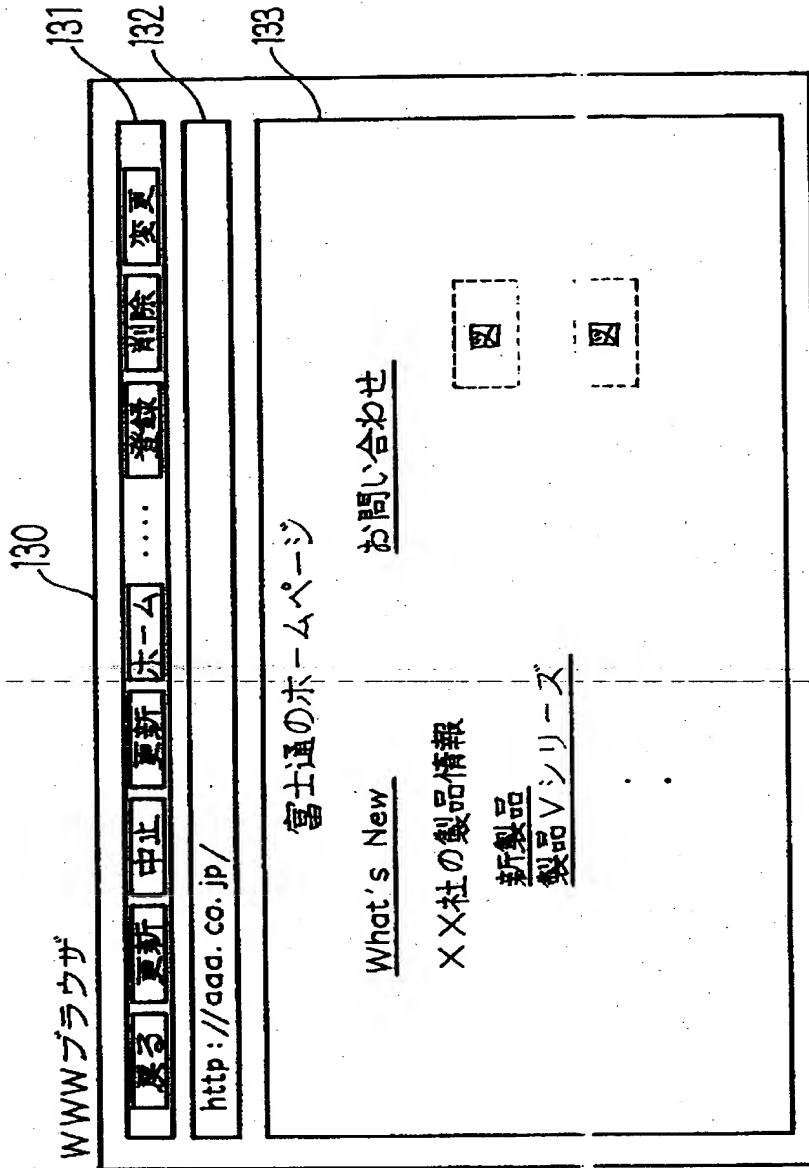 WWWブラウザ
130
戻る 更新 中止 更新 ホーム ‥‥ 登録 削除 変更
131
http://aaa.co.jp/
132
133
富士通のホームページ
What's New お問い合わせ
××社の製品情報
新製品
製品Vシリーズ
図
図